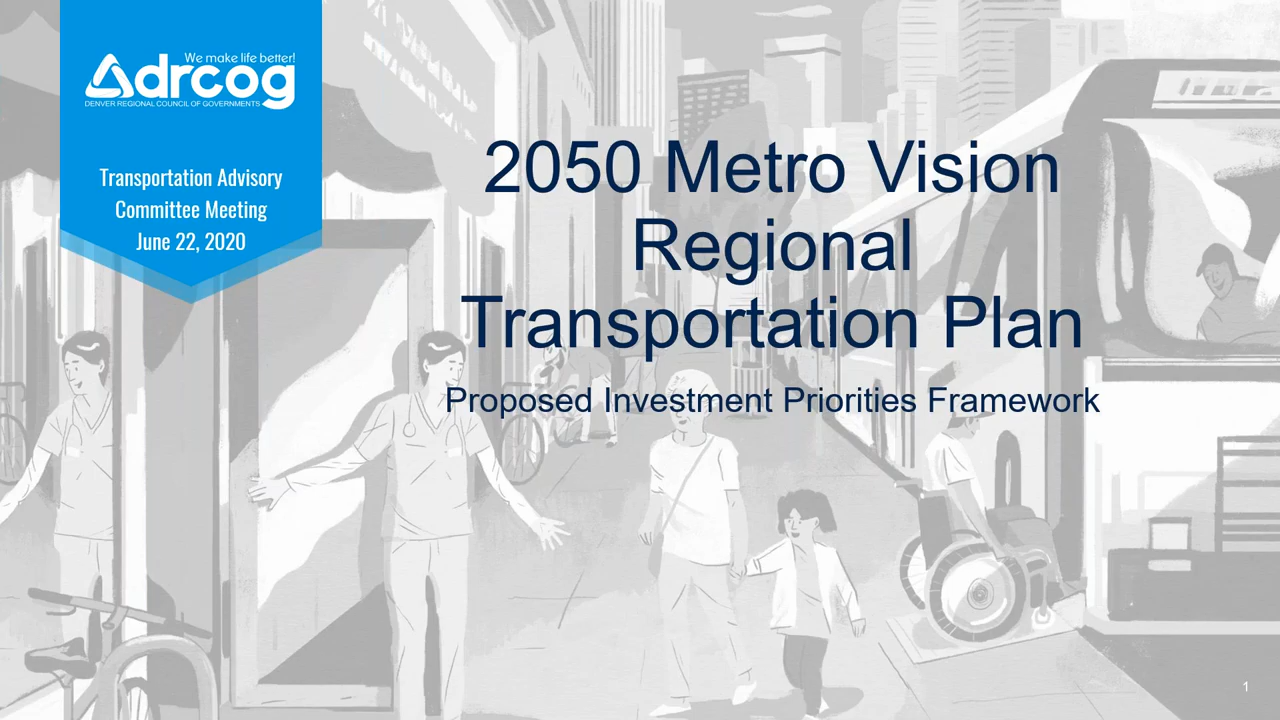 We make life better!
drcog
DENVER REGIONAL COUNCIL OF GOVERNMENTS
Transportation Advisory
Committee Meeting
June 22, 2020
2050 Metro Vision
Regional
Transportation Plan
Proposed Investment Priorities Framework
1